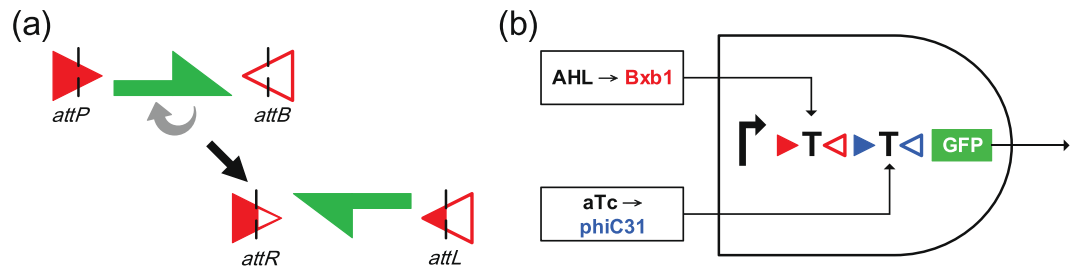 (a)
attP
attB
attR
attL
(b)
AHL → Bxb1
aTc →
phiC31
T
T
GFP